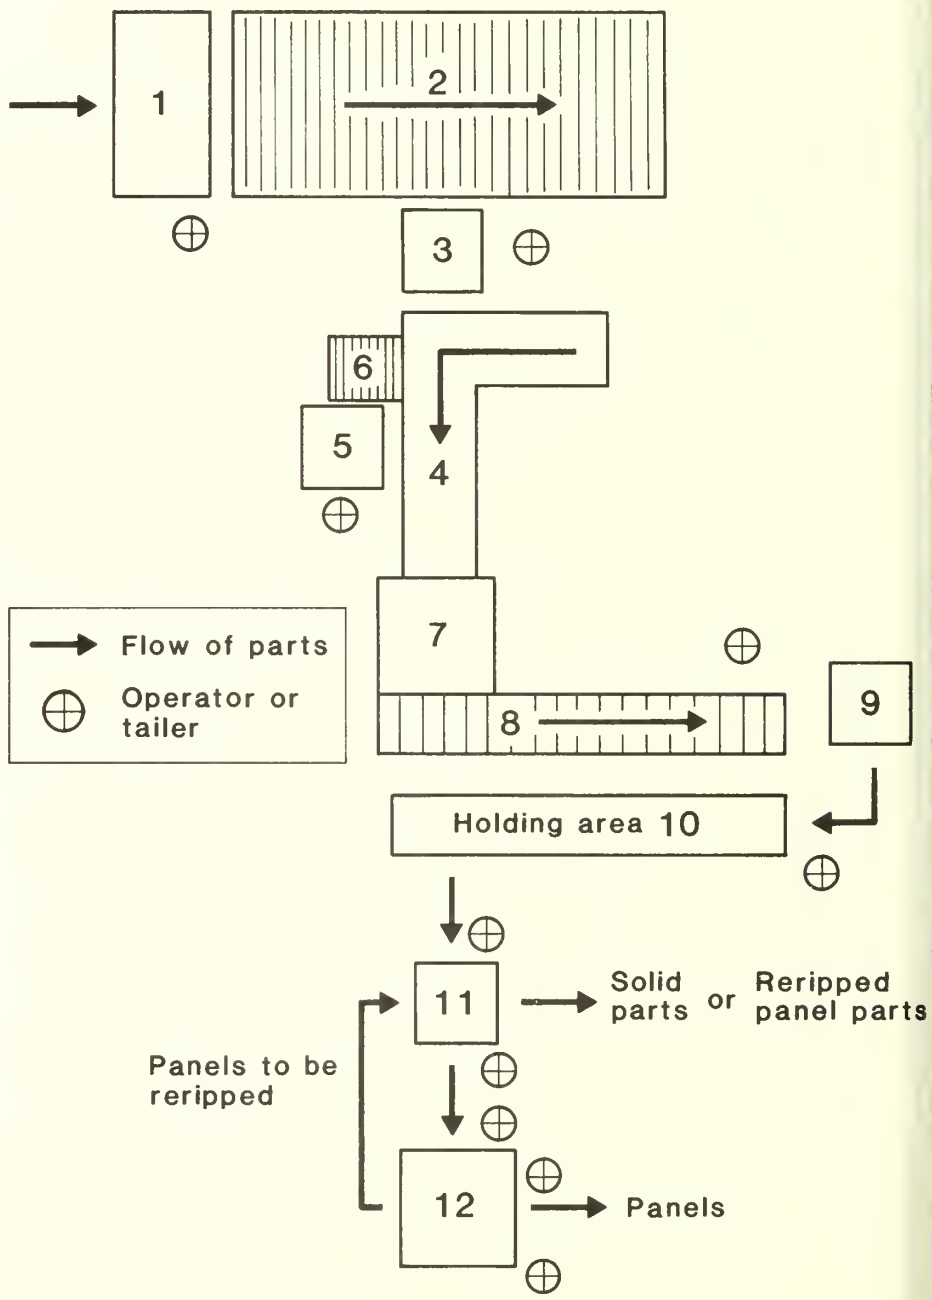 1
2
3
6
5
4
7
Flow of parts
Operator or
tailer
8
9
Holding area 10
11
Solid
parts
or
Reripped
panel parts
Panels to be
reripped
12
Panels